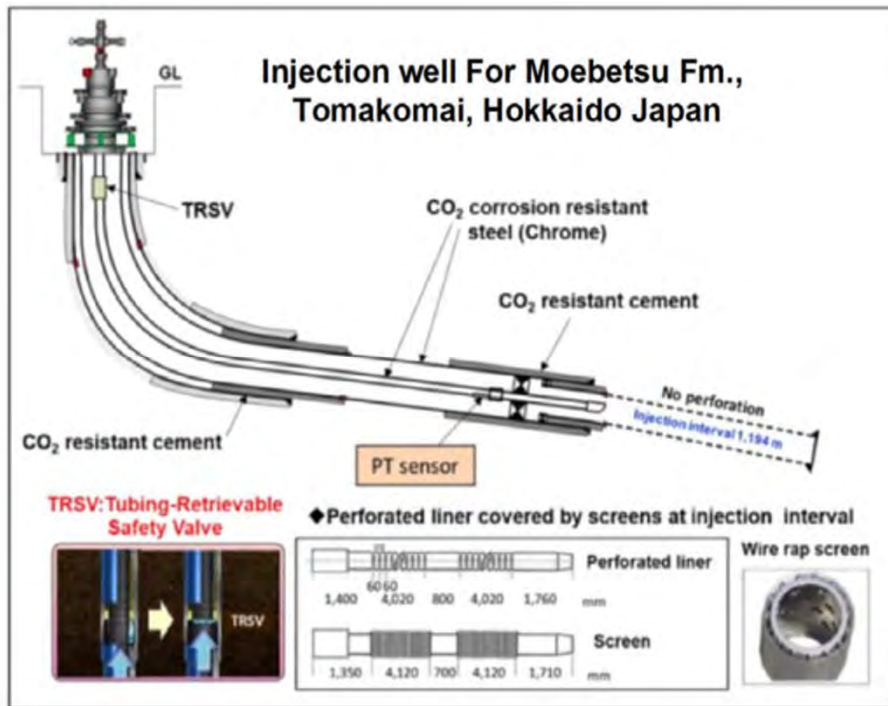 Injection well For Moebetsu Fm.,
Tomakomai, Hokkaido Japan
GL
TRSV
CO₂ corrosion resistant
steel (Chrome)
CO₂ resistant cement
No perforation
Injection interval 1,194 m
CO₂ resistant cement
PT sensor
TRSV:Tubing-Retrievable
Safety Valve
TRSV
◆Perforated liner covered by screens at injection interval
Perforated liner
60 60
1,400 4,020 800 4,020 1,760 mm
Screen
1,350 4,120 700 4,120 1,710 mm
Wire rap screen